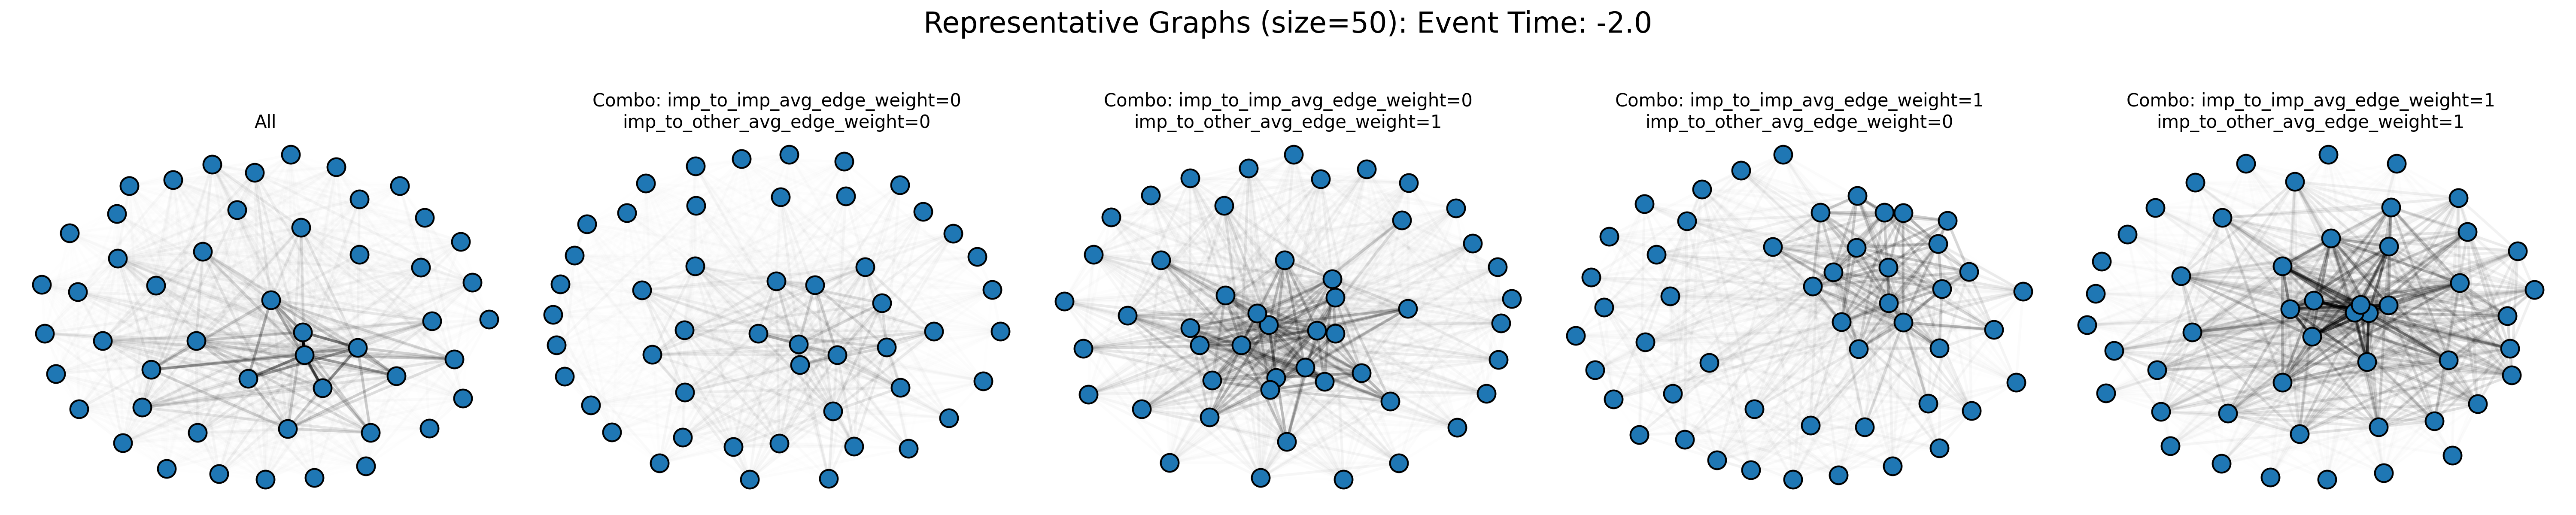 Representative Graphs (size=50): Event Time: -2.0
All
Combo: imp_to_imp_avg_edge_weight=0
imp_to_other_avg_edge_weight=0
Combo: imp_to_imp_avg_edge_weight=0
imp_to_other_avg_edge_weight=1
Combo: imp_to_imp_avg_edge_weight=1
imp_to_other_avg_edge_weight=0
Combo: imp_to_imp_avg_edge_weight=1
imp_to_other_avg_edge_weight=1